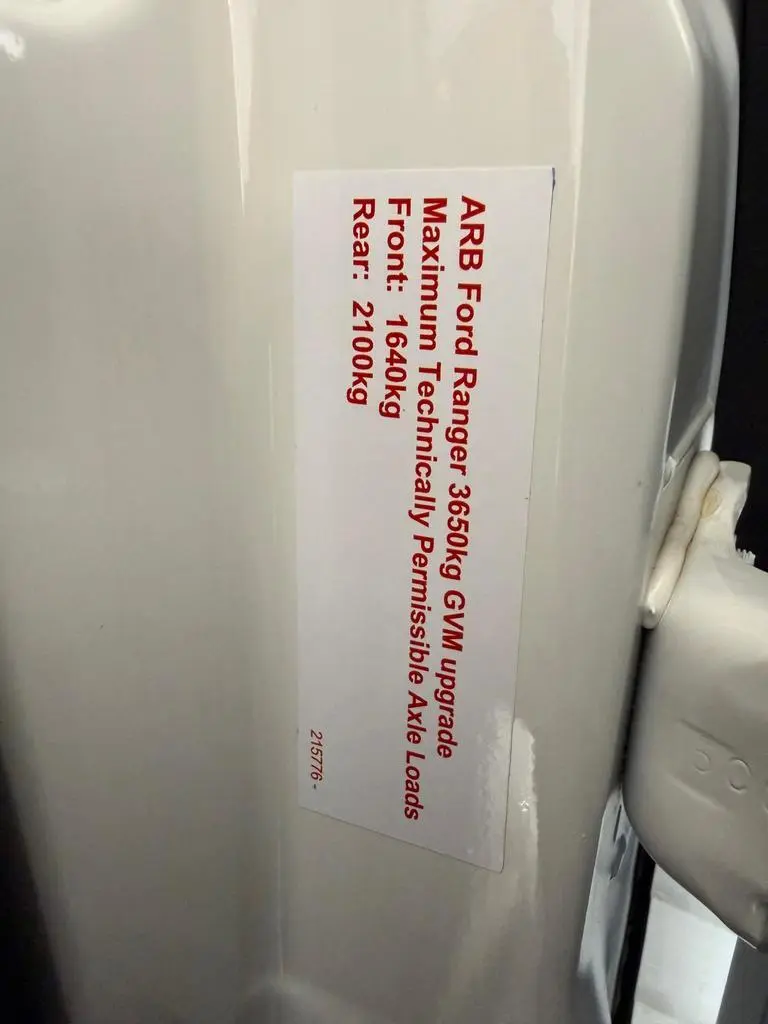 ARB Ford Ranger 3650kg GVM upgrade
Maximum Technically Permissible Axle Loads
Front: 1640kg
Rear: 2100kg
215776